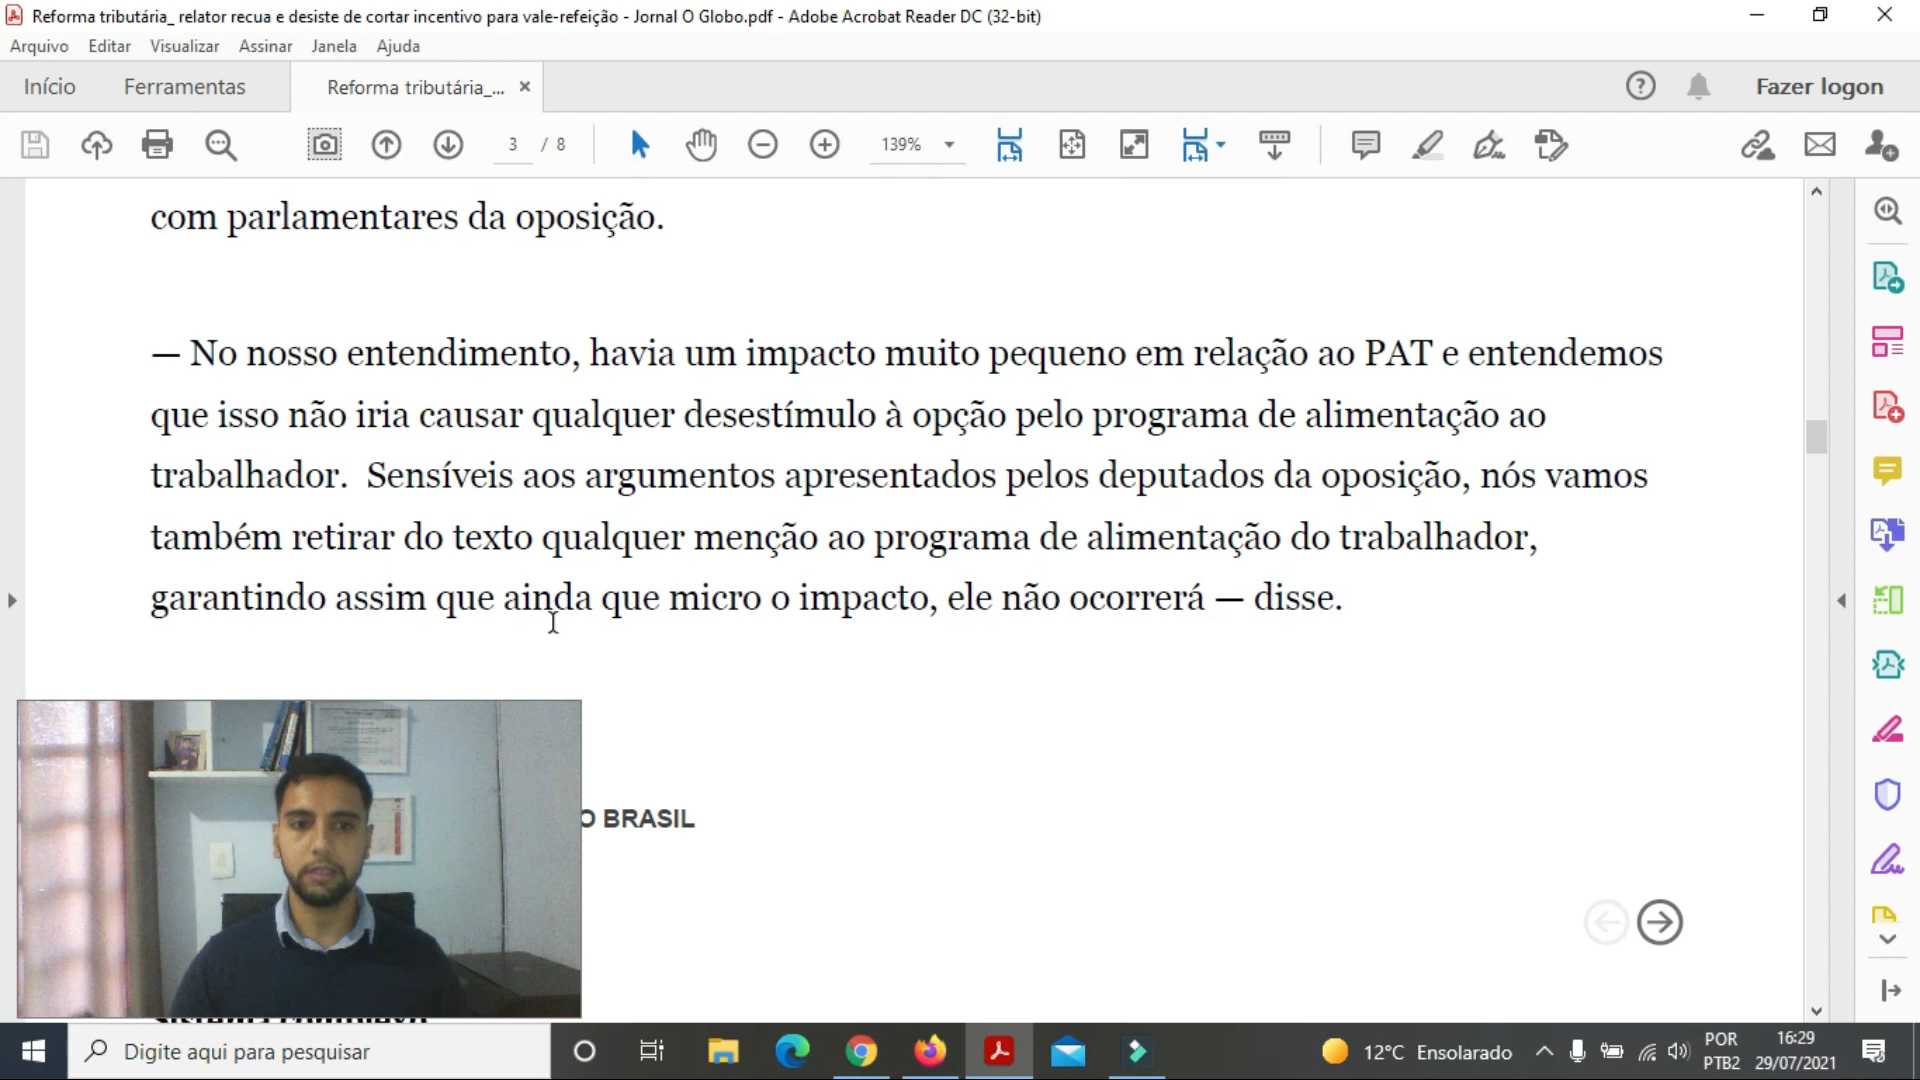 Reforma tributária_ relator recua e desiste de cortar incentivo para vale-refeição - Jornal O Globo.pdf - Adobe Acrobat Reader DC (32-bit)
Arquivo Editar Visualizar Assinar Janela Ajuda
Início Ferramentas Reforma tributária_... × Fazer logon
3 / 8 139%
com parlamentares da oposição.
— No nosso entendimento, havia um impacto muito pequeno em relação ao PAT e entendemos
que isso não iria causar qualquer desestímulo à opção pelo programa de alimentação ao
trabalhador. Sensíveis aos argumentos apresentados pelos deputados da oposição, nós vamos
também retirar do texto qualquer menção ao programa de alimentação do trabalhador,
garantindo assim que ainda que micro o impacto, ele não ocorrerá — disse.
O BRASIL
Digite aqui para pesquisar
12°C Ensolarado
POR
PTB2
16:29
29/07/2021